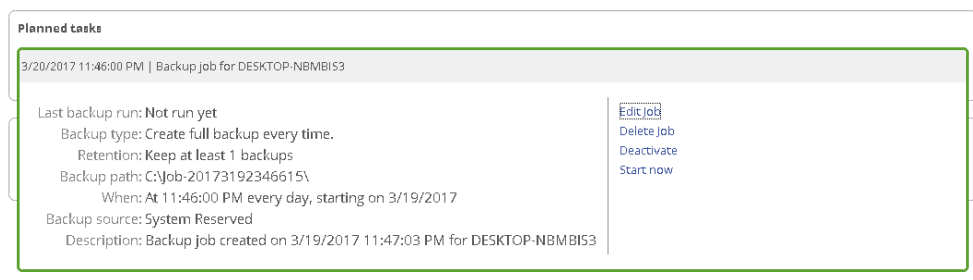 Planned tasks
3/20/2017 11:46:00 PM | Backup job for DESKTOP-NBMBIS3
Last backup run: Not run yet
Backup type: Create full backup every time.
Retention: Keep at least 1 backups
Backup path: C:\Job-20173192346615\
When: At 11:46:00 PM every day, starting on 3/19/2017
Backup source: System Reserved
Description: Backup job created on 3/19/2017 11:47:03 PM for DESKTOP-NBMBIS3
Edit Job
Delete Job
Deactivate
Start now